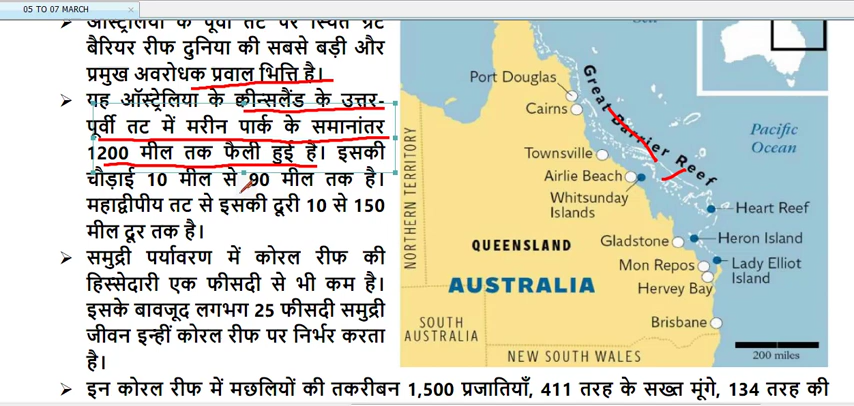 05 TO 07 MARCH
ऑस्ट्रेलिया के पूर्वी तट पर स्थित ग्रेट
बैरियर रीफ दुनिया की सबसे बड़ी और
प्रमुख अवरोधक प्रवाल भित्ति है।
यह ऑस्ट्रेलिया के क्वीन्सलैंड के उत्तर-
पूर्वी तट में मरीन पार्क के समानांतर
1200 मील तक फैली हुई है। इसकी
चौड़ाई 10 मील से 90 मील तक है।
महाद्वीपीय तट से इसकी दूरी 10 से 150
मील दूर तक है।
समुद्री पर्यावरण में कोरल रीफ की
हिस्सेदारी एक फीसदी से भी कम है।
इसके बावजूद लगभग 25 फीसदी समुद्री
जीवन इन्हीं कोरल रीफ पर निर्भर करता
है।
इन कोरल रीफ में मछलियों की तकरीबन 1,500 प्रजातियाँ, 411 तरह के सख्त मूंगे, 134 तरह की
Port Douglas
Cairns
Great Barrier Reef
Pacific
Ocean
Townsville
Airlie Beach
Whitsunday
Islands
Heart Reef
NORTHERN TERRITORY
QUEENSLAND
Gladstone
Heron Island
AUSTRALIA
Mon Repos
Lady Elliot
Island
Hervey Bay
SOUTH
AUSTRALIA
Brisbane
NEW SOUTH WALES
200 miles